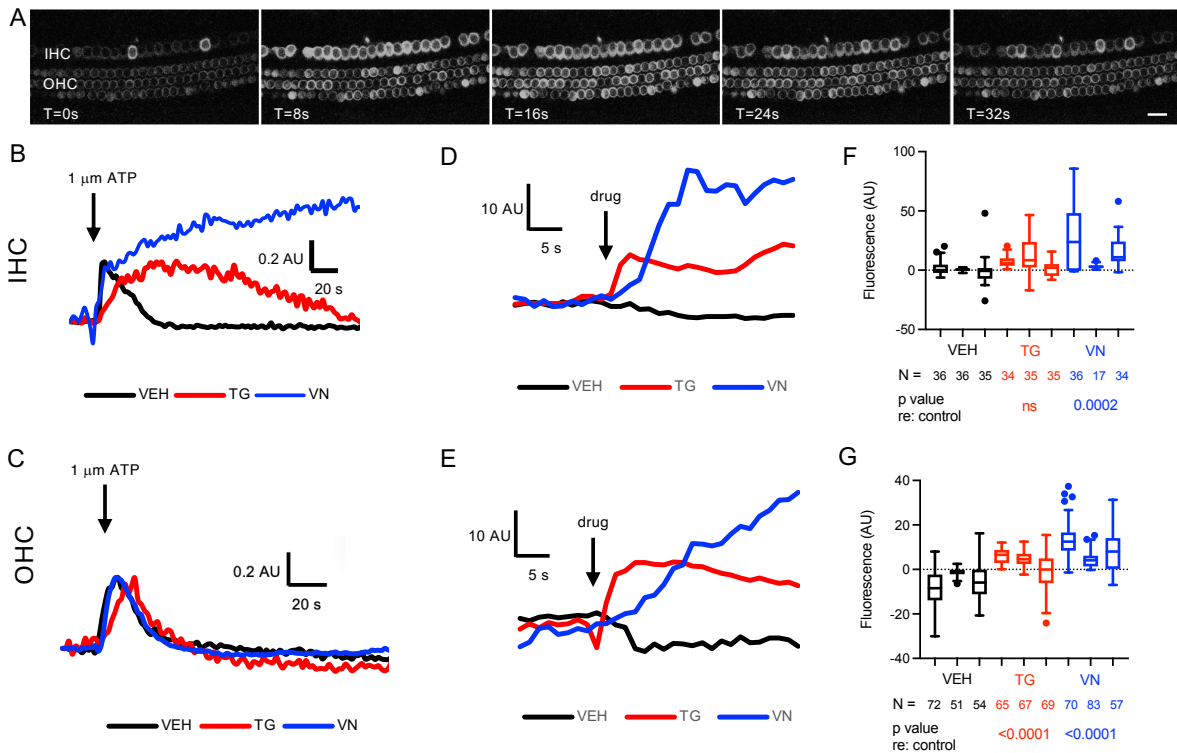 A
IHC
OHC
T=0s
T=8s
T=16s
T=24s
T=32s
B
1 μm ATP
0.2 AU
20 s
IHC
VEH TG VN
D
10 AU
5 s
drug
VEH TG VN
F
Fluorescence (AU)
100
50
0
-50
VEH TG VN
N = 36 36 35 34 35 35 36 17 34
p value ns 0.0002
re: control
C
1 μm ATP
0.2 AU
20 s
OHC
VEH TG VN
E
10 AU
5 s
drug
VEH TG VN
G
Fluorescence (AU)
40
20
0
-20
-40
VEH TG VN
N = 72 51 54 65 67 69 70 83 57
p value <0.0001 <0.0001
re: control